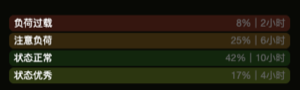 负荷过载 8%｜2小时
注意负荷 25%｜6小时
状态正常 42%｜10小时
状态优秀 17%｜4小时